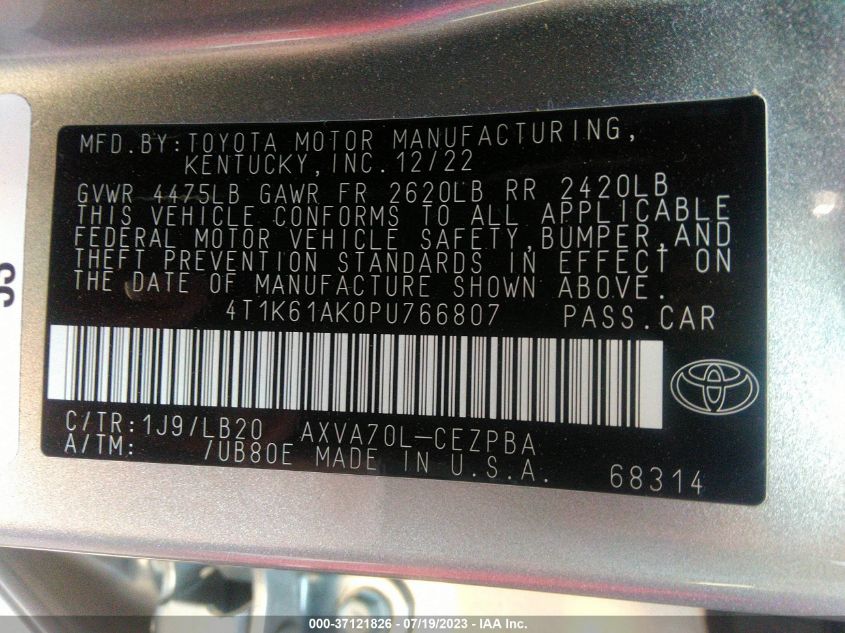 MFD.BY:TOYOTA MOTOR MANUFACTURING,
KENTUCKY,INC.12/22
GVWR 4475LB GAWR FR 2620LB RR 2420LB
THIS VEHICLE CONFORMS TO ALL APPLICABLE
FEDERAL MOTOR VEHICLE SAFETY,BUMPER,AND
THEFT PREVENTION STANDARDS IN EFFECT ON
THE DATE OF MANUFACTURE SHOWN ABOVE.
4T1K61AK0PU766807 PASS.CAR
C/TR:1J9/LB20 AXVA70L-CEZPBA
A/TM: /UB80E MADE IN U.S.A.
68314
000-37121826 - 07/19/2023 - IAA Inc.